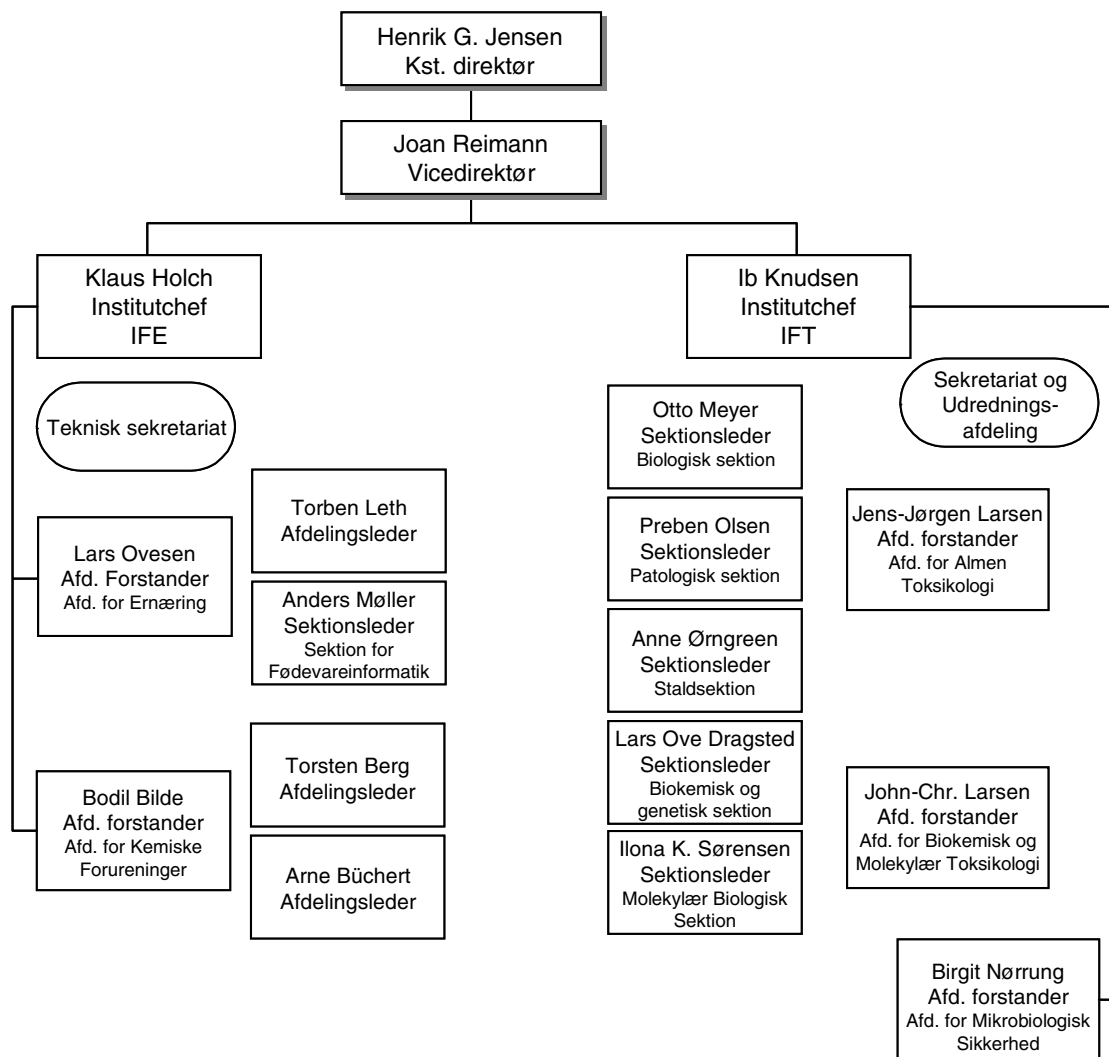 Henrik G. Jensen
Kst. direktør
Joan Reimann
Vicedirektør
Klaus Holch
Institutchef
IFE
Ib Knudsen
Institutchef
IFT
Teknisk sekretariat
Sekretariat og
Udrednings-
afdeling
Lars Ovesen
Afd. Forstander
Afd. for Ernæring
Torben Leth
Afdelingsleder
Anders Møller
Sektionsleder
Sektion for
Fødevareinformatik
Bodil Bilde
Afd. forstander
Afd. for Kemiske
Forureninger
Torsten Berg
Afdelingsleder
Arne Büchert
Afdelingsleder
Otto Meyer
Sektionsleder
Biologisk sektion
Preben Olsen
Sektionsleder
Patologisk sektion
Anne Ørngreen
Sektionsleder
Staldsektion
Jens-Jørgen Larsen
Afd. forstander
Afd. for Almen
Toksikologi
Lars Ove Dragsted
Sektionsleder
Biokemisk og
genetisk sektion
Ilona K. Sørensen
Sektionsleder
Molekylær Biologisk
Sektion
John-Chr. Larsen
Afd. forstander
Afd. for Biokemisk og
Molekylær Toksikologi
Birgit Nørrung
Afd. forstander
Afd. for Mikrobiologisk
Sikkerhed